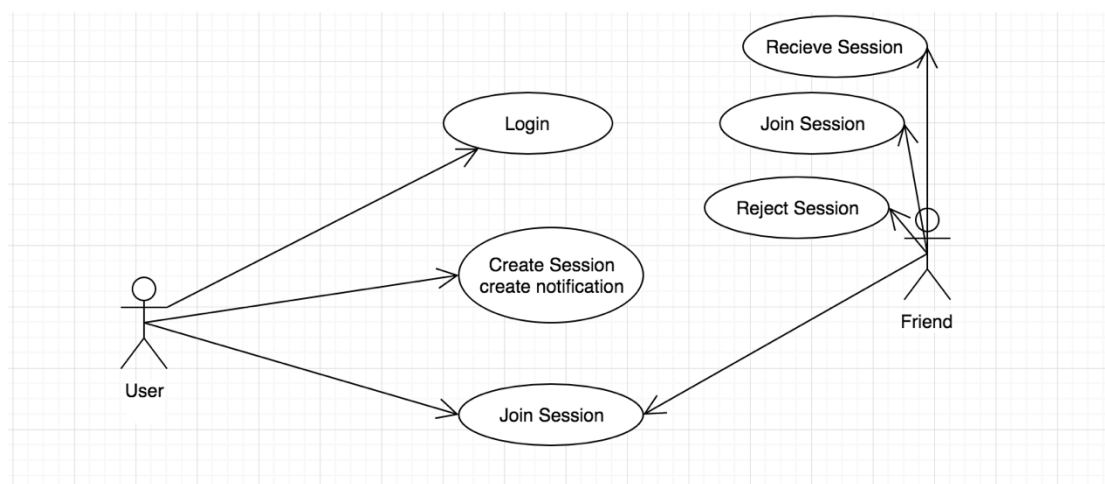 Recieve Session
Login
Join Session
Reject Session
Create Session
create notification
Friend
User
Join Session